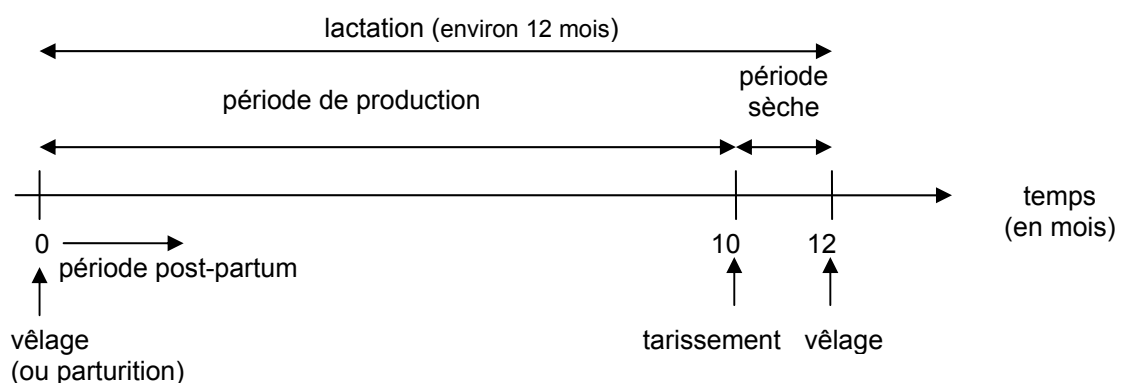 lactation (environ 12 mois)
période
sèche
période de production
temps
(en mois)
0
10
12
période post-partum
vêlage
(ou parturition)
tarissement
vêlage